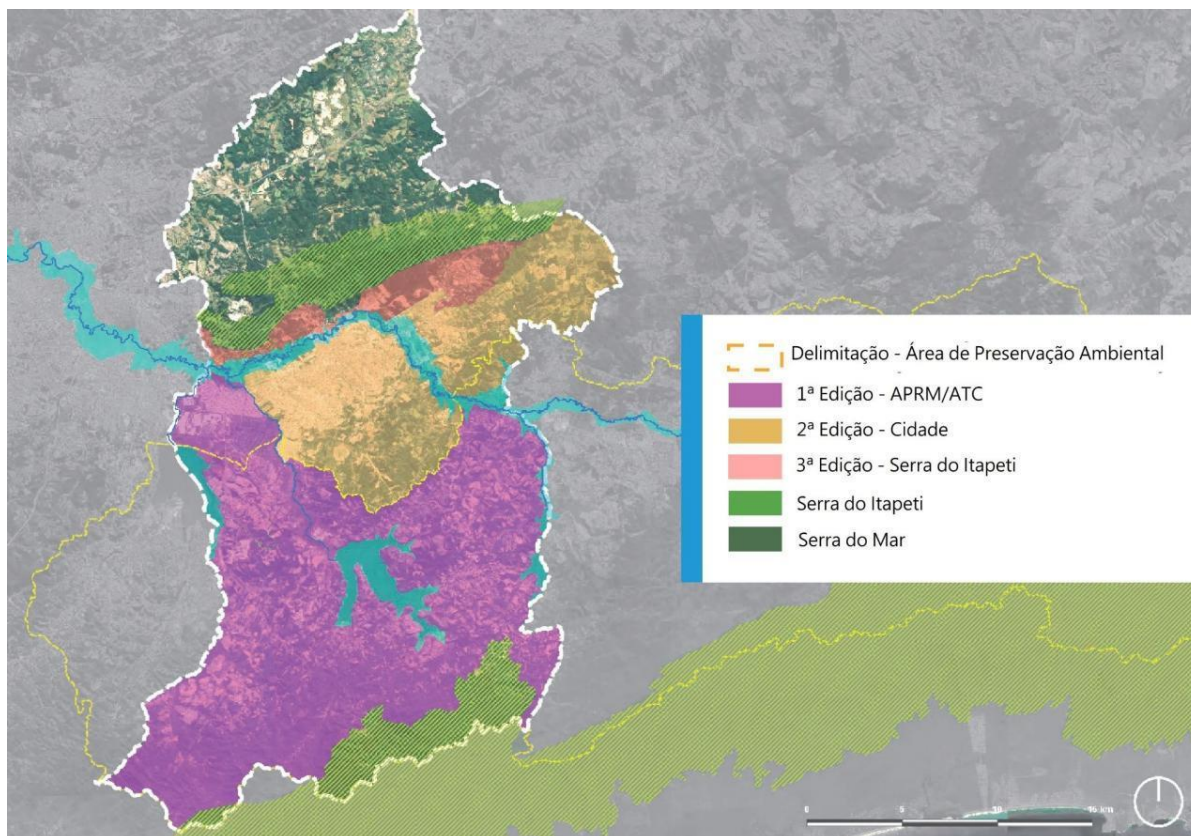 Delimitação - Área de Preservação Ambiental
1ª Edição - APRM/ATC
2ª Edição - Cidade
3ª Edição - Serra do Itapeti
Serra do Itapeti
Serra do Mar
0 5 10 15 km